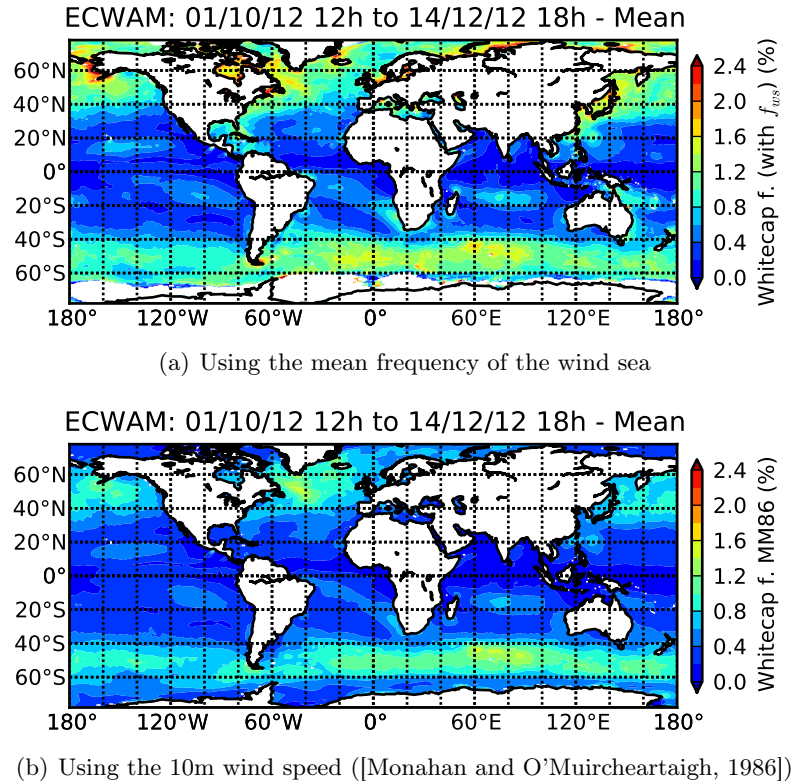 ECWAM: 01/10/12 12h to 14/12/12 18h - Mean
60°N
40°N
20°N
0°
20°S
40°S
60°S
180° 120°W 60°W 0° 60°E 120°E 180°
2.4
2.0
1.6
1.2
0.8
0.4
0.0
Whitecap f. (with f_ws) (%)
(a) Using the mean frequency of the wind sea
ECWAM: 01/10/12 12h to 14/12/12 18h - Mean
60°N
40°N
20°N
0°
20°S
40°S
60°S
180° 120°W 60°W 0° 60°E 120°E 180°
2.4
2.0
1.6
1.2
0.8
0.4
0.0
Whitecap f. MM86 (%)
(b) Using the 10m wind speed ([Monahan and O'Muircheartaigh, 1986])